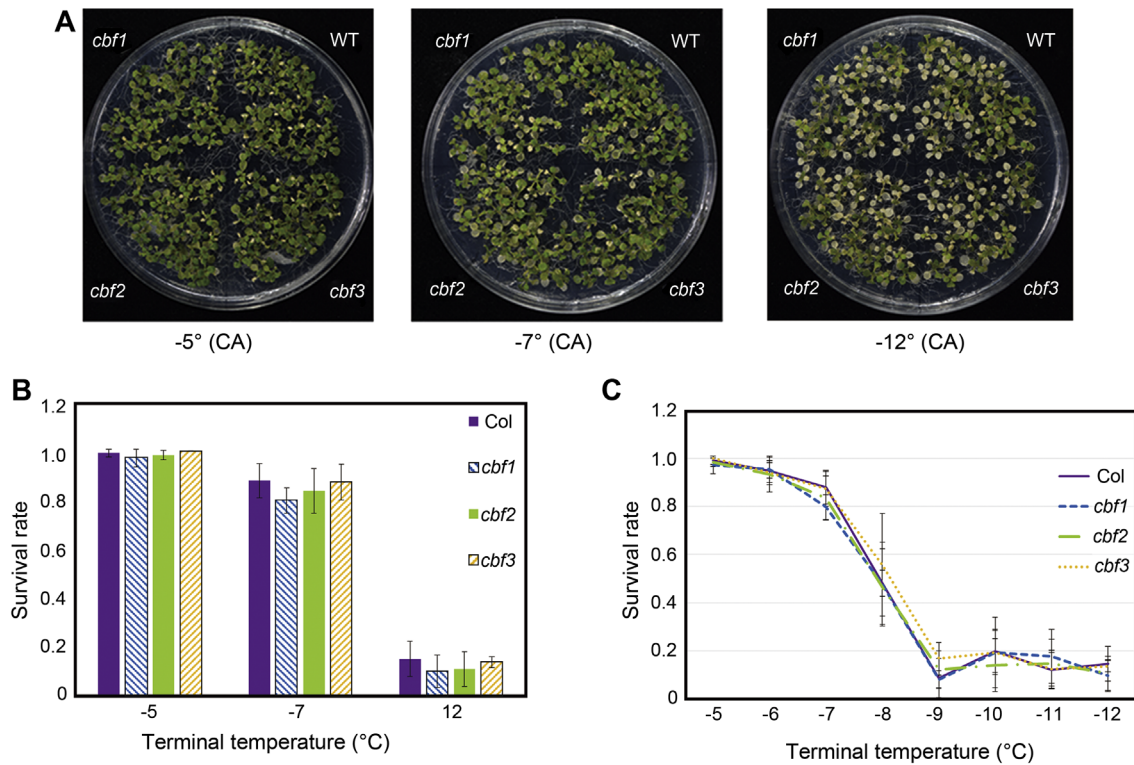 A
cbf1
WT
cbf2
cbf3
-5° (CA)
cbf1
WT
cbf2
cbf3
-7° (CA)
cbf1
WT
cbf2
cbf3
-12° (CA)
B
Survival rate
1.2
1.0
0.8
0.6
0.4
0.2
0
-5
-7
12
Terminal temperature (°C)
Col
cbf1
cbf2
cbf3
C
Survival rate
1.2
1.0
0.8
0.6
0.4
0.2
0
-5
-6
-7
-8
-9
-10
-11
-12
Terminal temperature (°C)
Col
cbf1
cbf2
cbf3